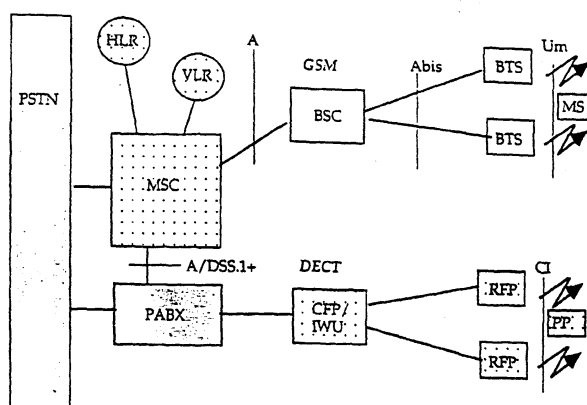 HLR
A
Um
VLR
GSM
Abis
BTS
PSTN
MS
BSC
BTS
MSC
A/DSS.1+
DECT
CI
RFP
PABX
CFP/
IWU
PP
RFP